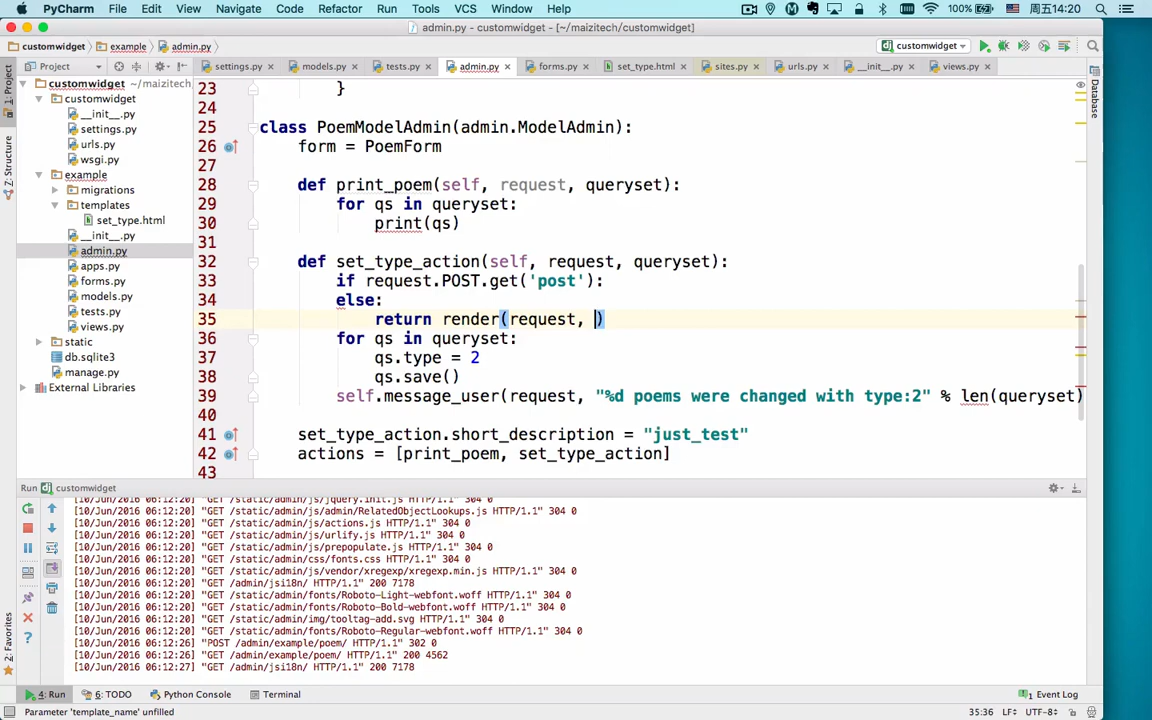 PyCharm File Edit View Navigate Code Refactor Run Tools VCS Window Help 100% 周五14:20
admin.py - customwidget - [~/maizitech/customwidget]
customwidget example admin.py customwidget
Project settings.py models.py tests.py admin.py forms.py set_type.html sites.py urls.py __init__.py views.py
1: Project
Z: Structure
2: Favorites
Database
customwidget ~/maizitech
customwidget
__init__.py
settings.py
urls.py
wsgi.py
example
migrations
templates
set_type.html
__init__.py
admin.py
apps.py
forms.py
models.py
tests.py
views.py
static
db.sqlite3
manage.py
External Libraries
23 }
24
25 class PoemModelAdmin(admin.ModelAdmin):
26 form = PoemForm
27
28 def print_poem(self, request, queryset):
29 for qs in queryset:
30 print(qs)
31
32 def set_type_action(self, request, queryset):
33 if request.POST.get('post'):
34 else:
35 return render(request, )
36 for qs in queryset:
37 qs.type = 2
38 qs.save()
39 self.message_user(request, "%d poems were changed with type:2" % len(queryset)
40
41 set_type_action.short_description = "just_test"
42 actions = [print_poem, set_type_action]
43
Run customwidget
[10/Jun/2016 06:12:20] "GET /static/admin/js/jquery.init.js HTTP/1.1" 304 0
[10/Jun/2016 06:12:20] "GET /static/admin/js/admin/RelatedObjectLookups.js HTTP/1.1" 304 0
[10/Jun/2016 06:12:20] "GET /static/admin/js/actions.js HTTP/1.1" 304 0
[10/Jun/2016 06:12:20] "GET /static/admin/js/urlify.js HTTP/1.1" 304 0
[10/Jun/2016 06:12:20] "GET /static/admin/js/prepopulate.js HTTP/1.1" 304 0
[10/Jun/2016 06:12:20] "GET /static/admin/css/fonts.css HTTP/1.1" 304 0
[10/Jun/2016 06:12:20] "GET /static/admin/js/vendor/xregexp/xregexp.min.js HTTP/1.1" 304 0
[10/Jun/2016 06:12:20] "GET /admin/jsi18n/ HTTP/1.1" 200 7178
[10/Jun/2016 06:12:20] "GET /static/admin/fonts/Roboto-Light-webfont.woff HTTP/1.1" 304 0
[10/Jun/2016 06:12:20] "GET /static/admin/fonts/Roboto-Bold-webfont.woff HTTP/1.1" 304 0
[10/Jun/2016 06:12:20] "GET /static/admin/img/tooltag-add.svg HTTP/1.1" 304 0
[10/Jun/2016 06:12:20] "GET /static/admin/fonts/Roboto-Regular-webfont.woff HTTP/1.1" 304 0
[10/Jun/2016 06:12:26] "POST /admin/example/poem/ HTTP/1.1" 302 0
[10/Jun/2016 06:12:26] "GET /admin/example/poem/ HTTP/1.1" 200 4562
[10/Jun/2016 06:12:27] "GET /admin/jsi18n/ HTTP/1.1" 200 7178
4: Run 6: TODO Python Console Terminal 1 Event Log
Parameter 'template_name' unfilled 35:36 LF UTF-8